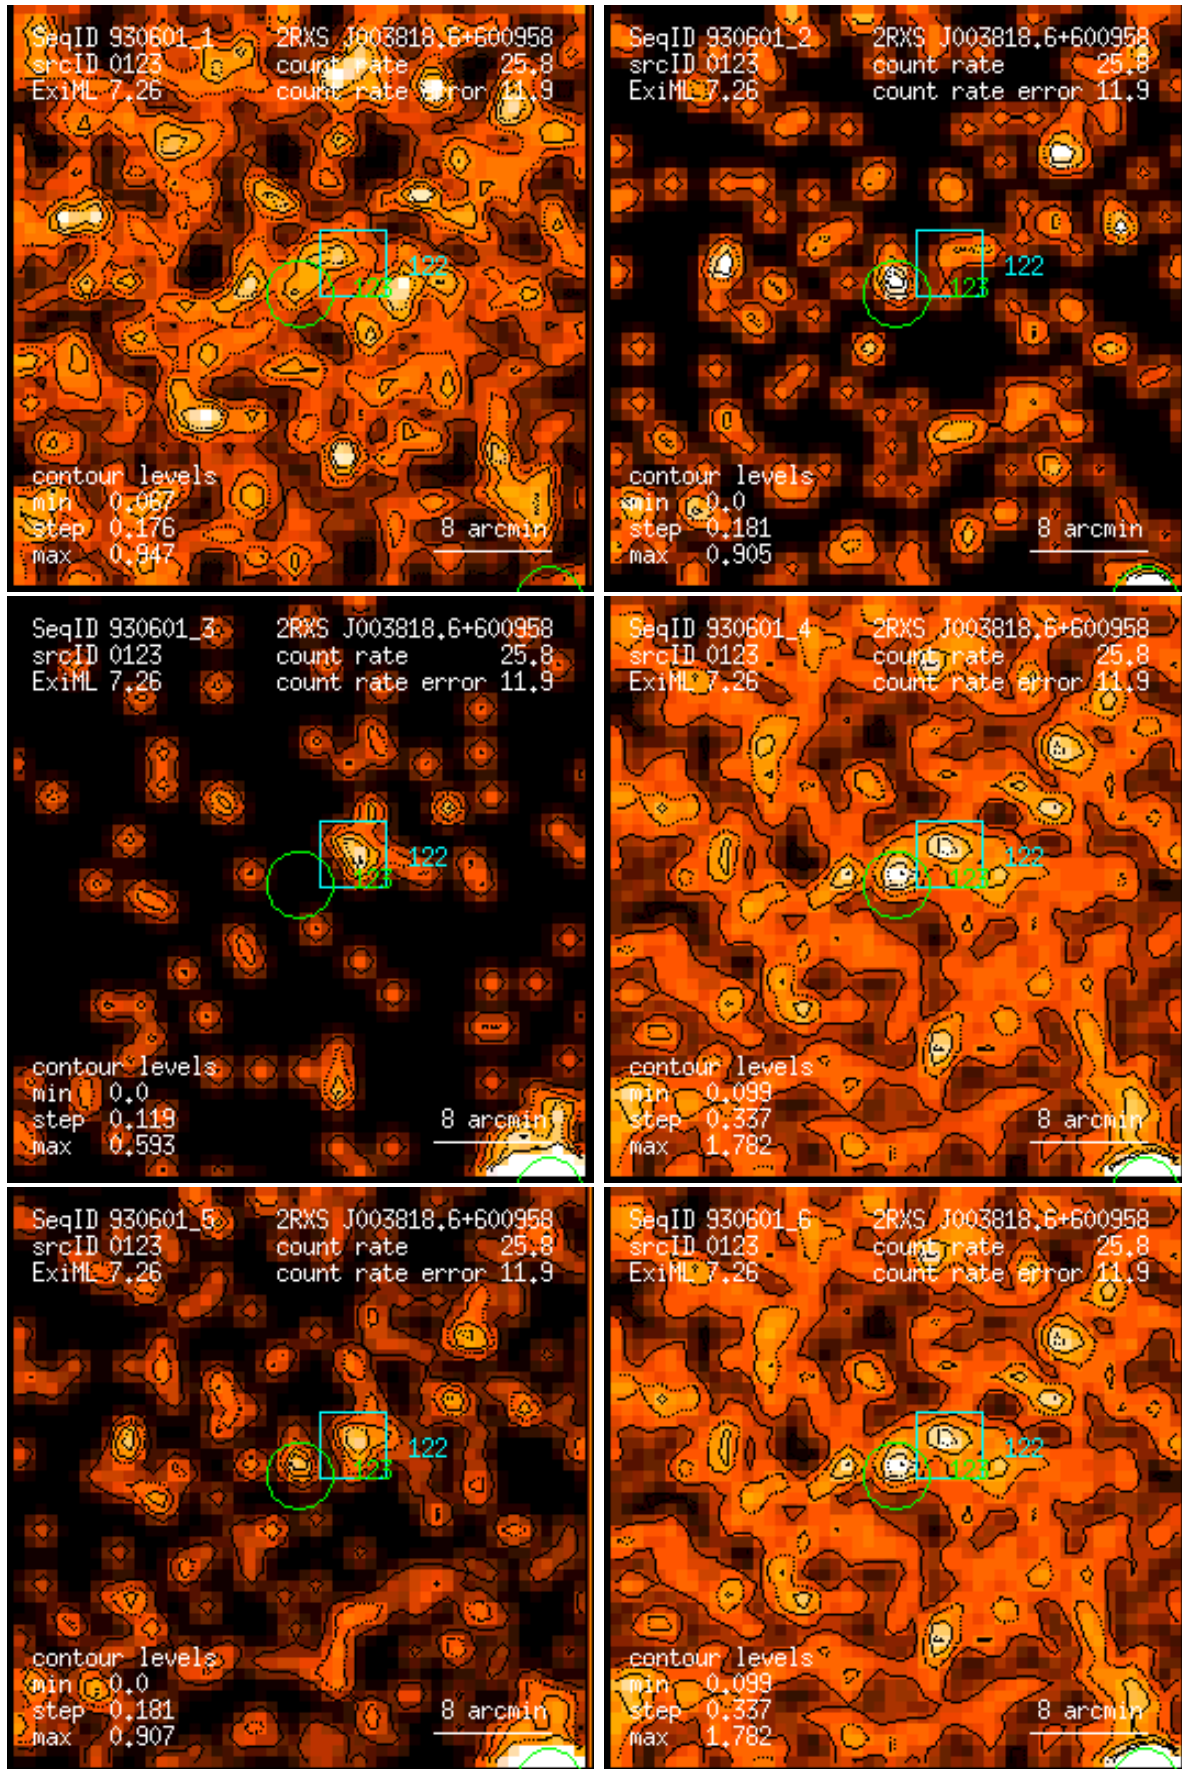 SeqID 930601_1 2RXS J003818.6+600958
srcID 0123 count rate 25.8
ExiML 7.26 count rate error 11.9
122
123
contour levels
min 0.067
step 0.176 8 arcmin
max 0.947
SeqID 930601_2 2RXS J003818.6+600958
srcID 0123 count rate 25.8
ExiML 7.26 count rate error 11.9
122
123
contour levels
min 0.0
step 0.181 8 arcmin
max 0.905
SeqID 930601_3 2RXS J003818.6+600958
srcID 0123 count rate 25.8
ExiML 7.26 count rate error 11.9
122
123
contour levels
min 0.0
step 0.119 8 arcmin
max 0.593
SeqID 930601_4 2RXS J003818.6+600958
srcID 0123 count rate 25.8
ExiML 7.26 count rate error 11.9
122
123
contour levels
min 0.099
step 0.337 8 arcmin
max 1.782
SeqID 930601_5 2RXS J003818.6+600958
srcID 0123 count rate 25.8
ExiML 7.26 count rate error 11.9
122
123
contour levels
min 0.0
step 0.181 8 arcmin
max 0.907
SeqID 930601_6 2RXS J003818.6+600958
srcID 0123 count rate 25.8
ExiML 7.26 count rate error 11.9
122
123
contour levels
min 0.099
step 0.337 8 arcmin
max 1.782